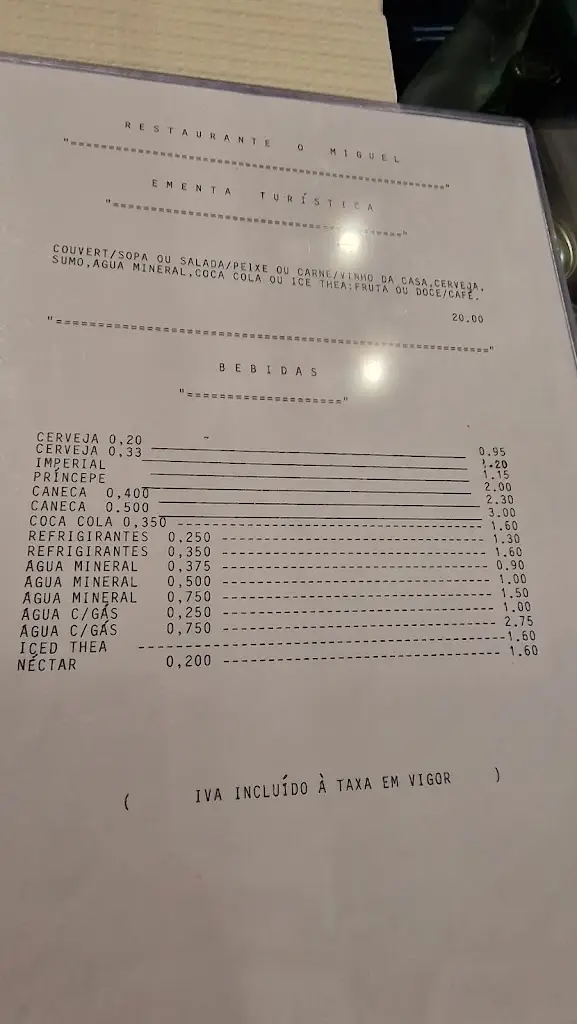 RESTAURANTE O MIGUEL
"================================================"
EMENTA TURÍSTICA
"===================================="
COUVERT/SOPA OU SALADA/PEIXE OU CARNE/VINHO DA CASA,CERVEJA,
SUMO,AGUA MINERAL,COCA COLA OU ICE THEA;FRUTA OU DOCE/CAFÉ.
20.00
"===================================================="
BEBIDAS
"==================="
CERVEJA 0,20 0.95
CERVEJA 0,33 1.20
IMPERIAL 1.15
PRÍNCEPE 2.00
CANECA 0,400 2.30
CANECA 0.500 3.00
COCA COLA 0,350 1.60
REFRIGIRANTES 0.250 1.30
REFRIGIRANTES 0,350 1.60
AGUA MINERAL 0,375 0.90
AGUA MINERAL 0,500 1.00
AGUA MINERAL 0,750 1.50
AGUA C/GÁS 0,250 1.00
AGUA C/GÁS 0,750 2.75
ICED THEA 1.60
NÉCTAR 0,200 1.60
( IVA INCLUÍDO À TAXA EM VIGOR )